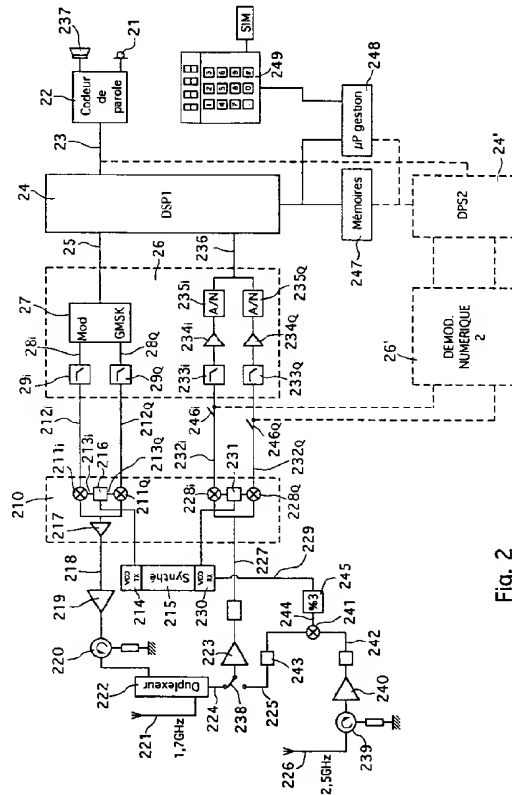 237
21
22
Codeur
de
parole
23
SIM
249
24
DSP1
248
µP gestion
25
236
Mémoires
247
DPS2
24'
26
27
Mod
GMSK
28i
28Q
29i
29Q
235i
A/N
A/N
235Q
234i
234Q
233i
233Q
DEMOD.
NUMERIQUE
2
26'
212i
212Q
246i
246Q
232i
232Q
210
211i
213i
216
213Q
211Q
217
231
228i
228Q
218
219
VCO
TX
Synthé
VCO
RX
214
215
230
227
229
220
222
Duplexeur
223
224
238
225
243
244
245
%3
241
242
221
1,7GHz
226
2,5GHz
239
240
Fig. 2